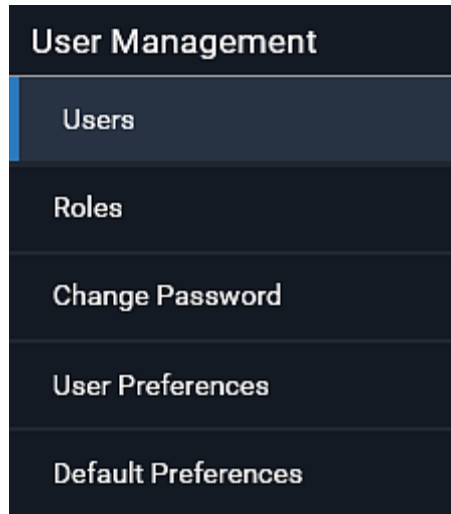 User Management
Users
Roles
Change Password
User Preferences
Default Preferences